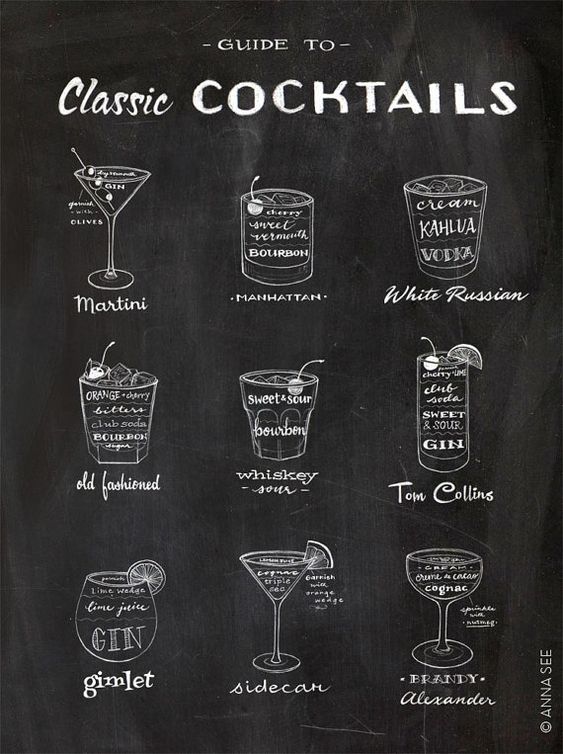 - GUIDE TO -
Classic COCKTAILS
dry vermouth
GIN
garnish
- with -
OLIVES
Martini
cherry
sweet
vermouth
BOURBON
• MANHATTAN •
cream
KAHLUA
VODKA
White Russian
ORANGE + cherry
bitters
club soda
BOURBON
sugar
old fashioned
sweet & sour
bourbon
whiskey
- sour -
garnish
cherry + LIME
club
soda
SWEET
& SOUR
GIN
Tom Collins
garnish
lime wedge
lime juice
GIN
gimlet
LEMON JUICE
cognac
triple
sec
Garnish
with
orange
wedge
sidecar
- CREAM -
creme de cacao
cognac
sprinkle
with
• nutmeg •
• BRANDY •
Alexander
© ANNA SEE